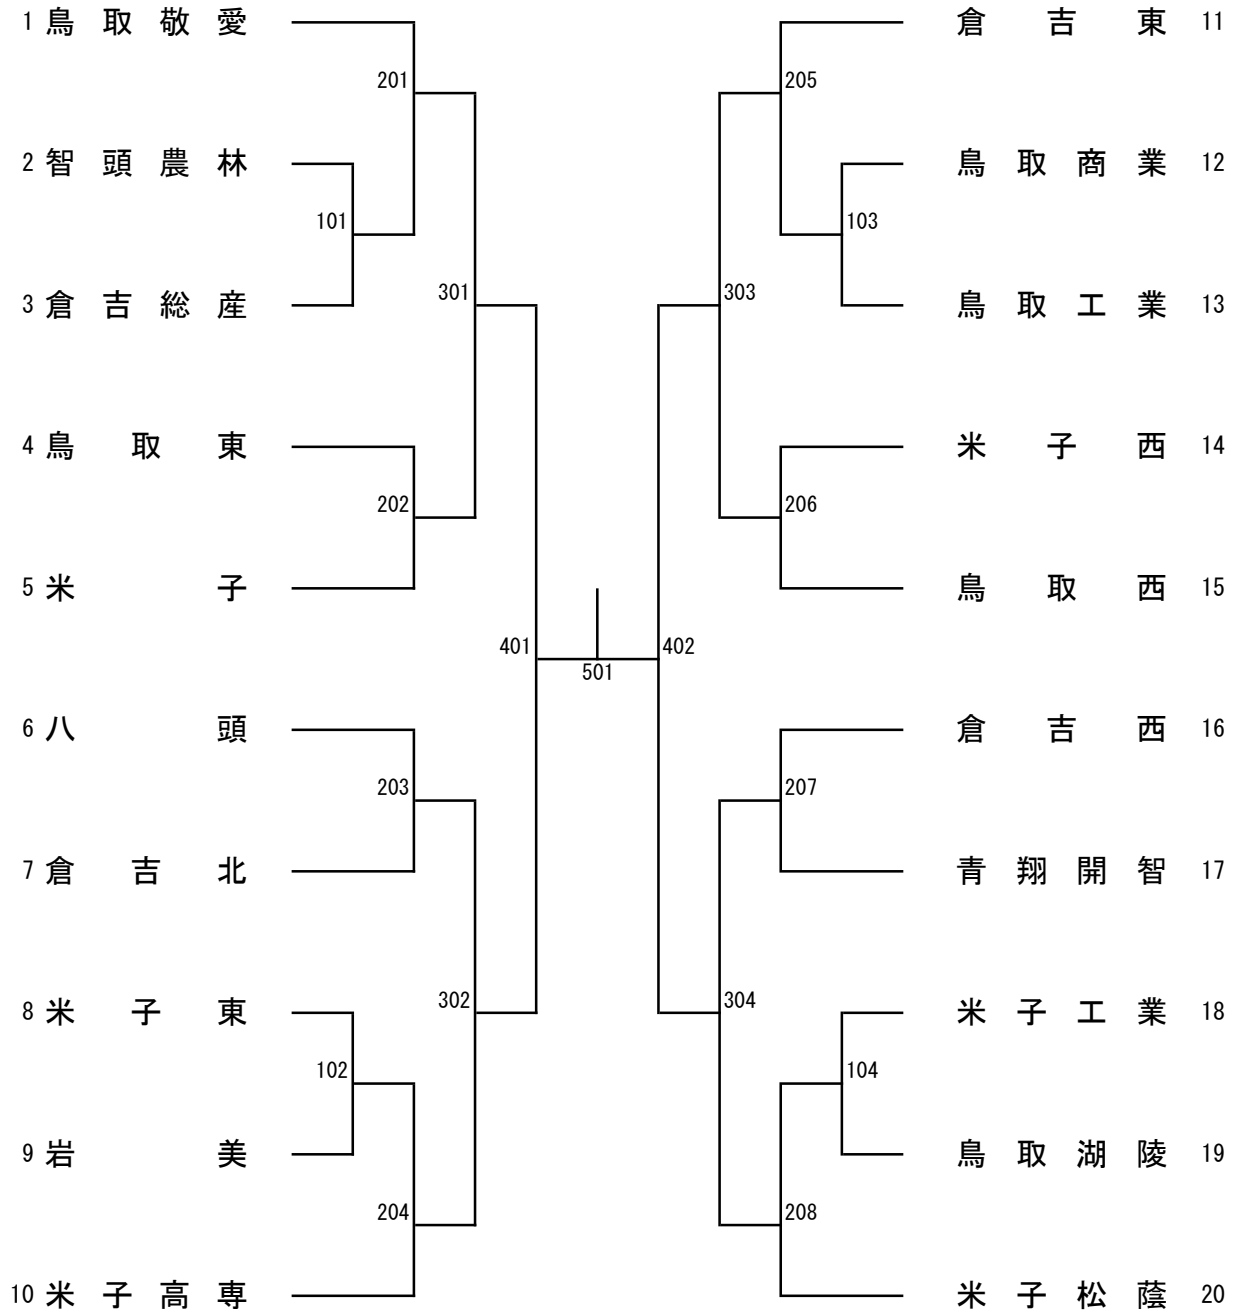 1 鳥取敬愛
201
2 智頭農林
101
3 倉吉総産
301
4 鳥取東
202
5 米子
401
6 八頭
203
7 倉吉北
302
8 米子東
102
9 岩美
204
10 米子高専
501
倉吉東 11
205
鳥取商業 12
103
鳥取工業 13
303
米子西 14
206
鳥取西 15
402
倉吉西 16
207
青翔開智 17
304
米子工業 18
104
鳥取湖陵 19
208
米子松蔭 20